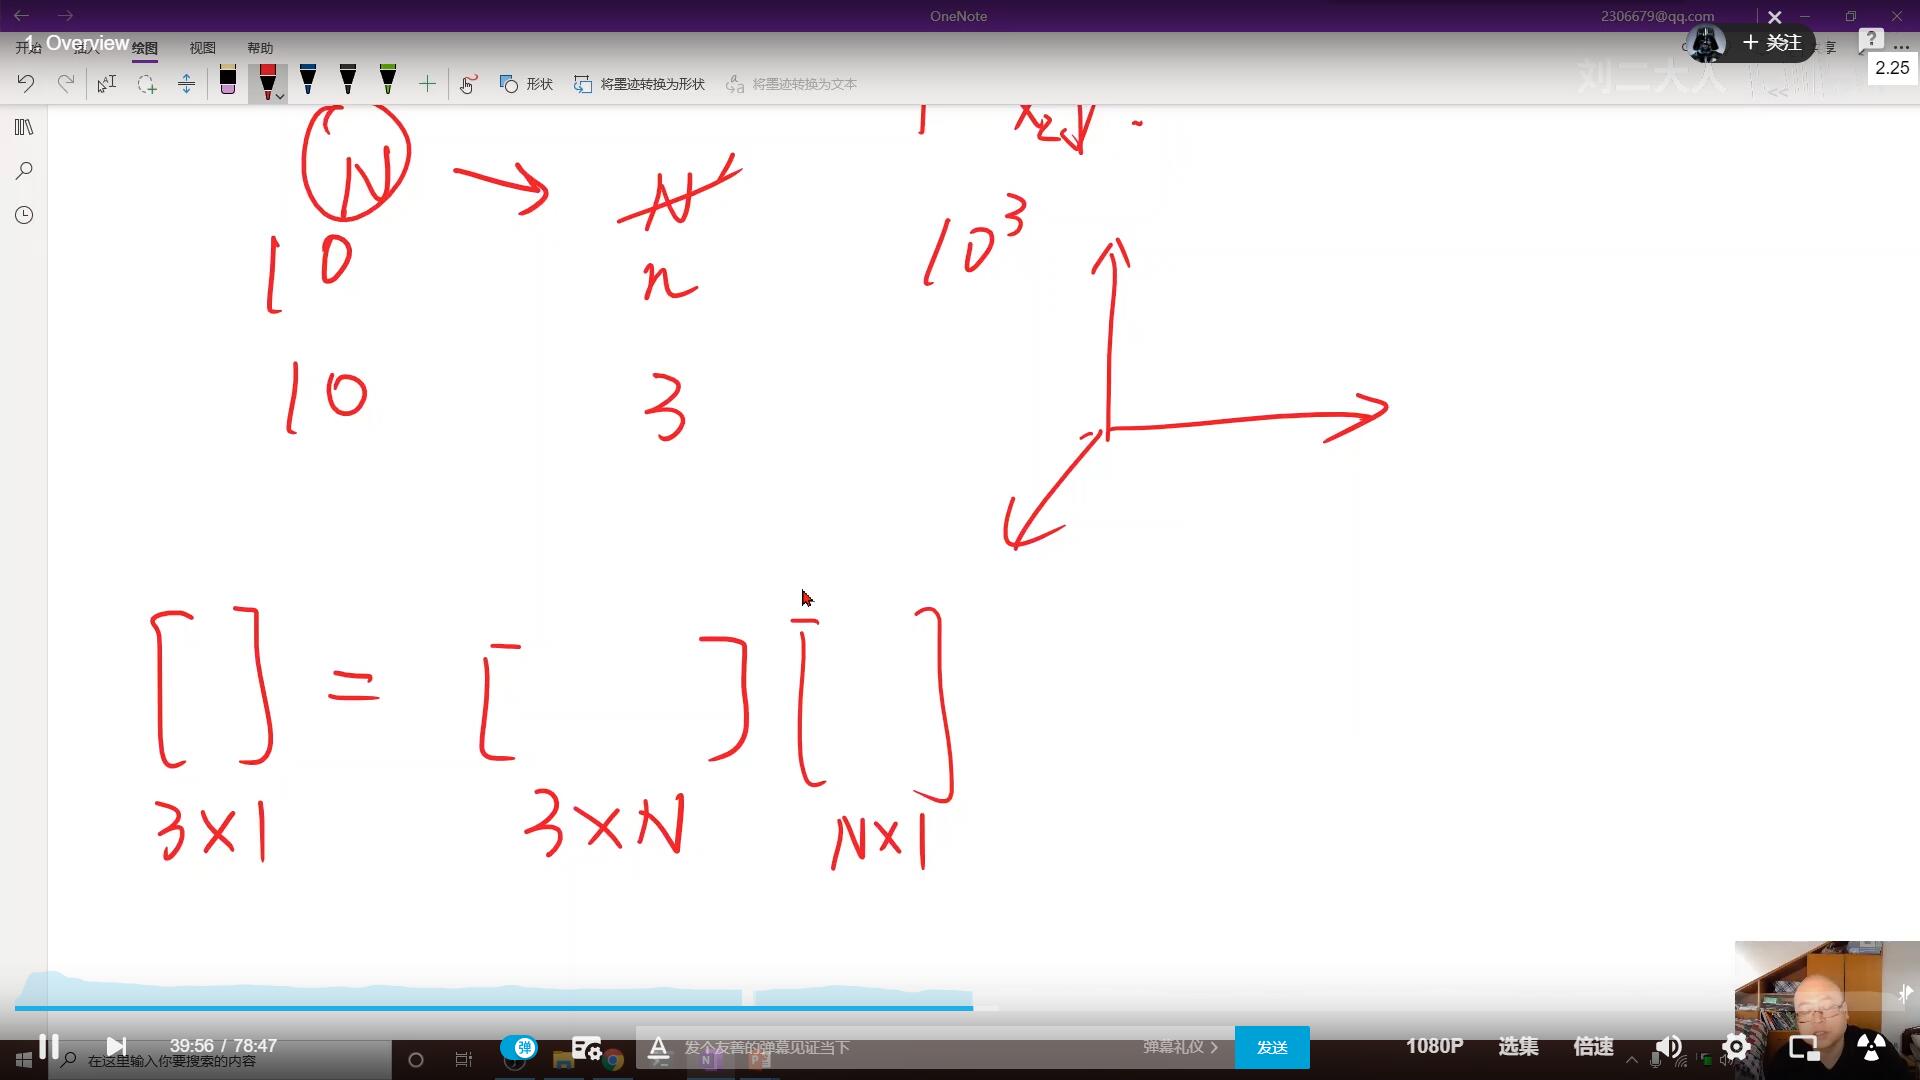 OneNote
2306679@qq.com
1. Overview
开始 插入 绘图 视图 帮助
+ 关注
?
2.25
形状 将墨迹转换为形状 将墨迹转换为文本
刘二大人
<<
N → N
x2
10 n 10³
10 3
[ ] = [ ] [ ]
3×1 3×N N×1
39:56 / 78:47
弹
发个友善的弹幕见证当下
弹幕礼仪 >
发送
1080P 选集 倍速
在这里输入你要搜索的内容